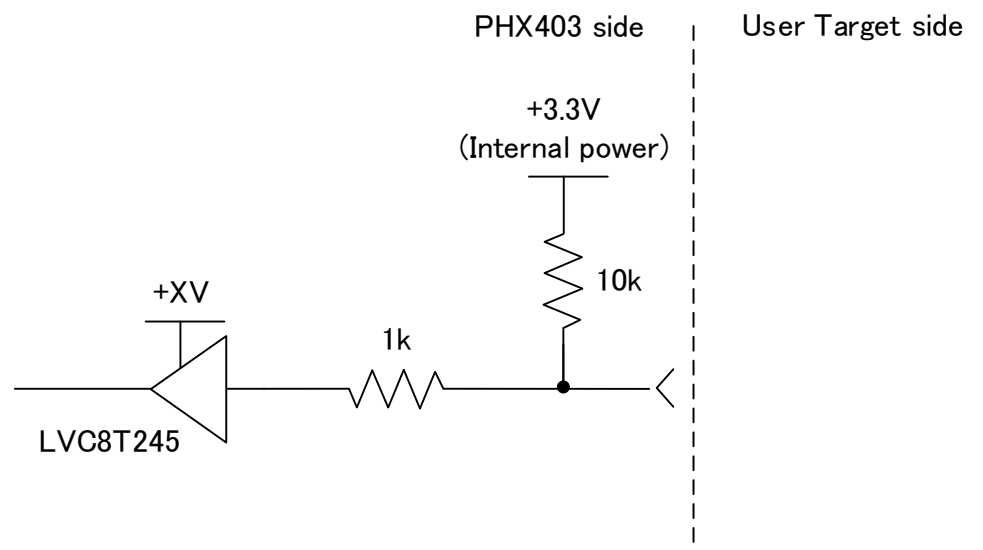 PHX403 side
User Target side
+3.3V
(Internal power)
10k
+XV
1k
LVC8T245